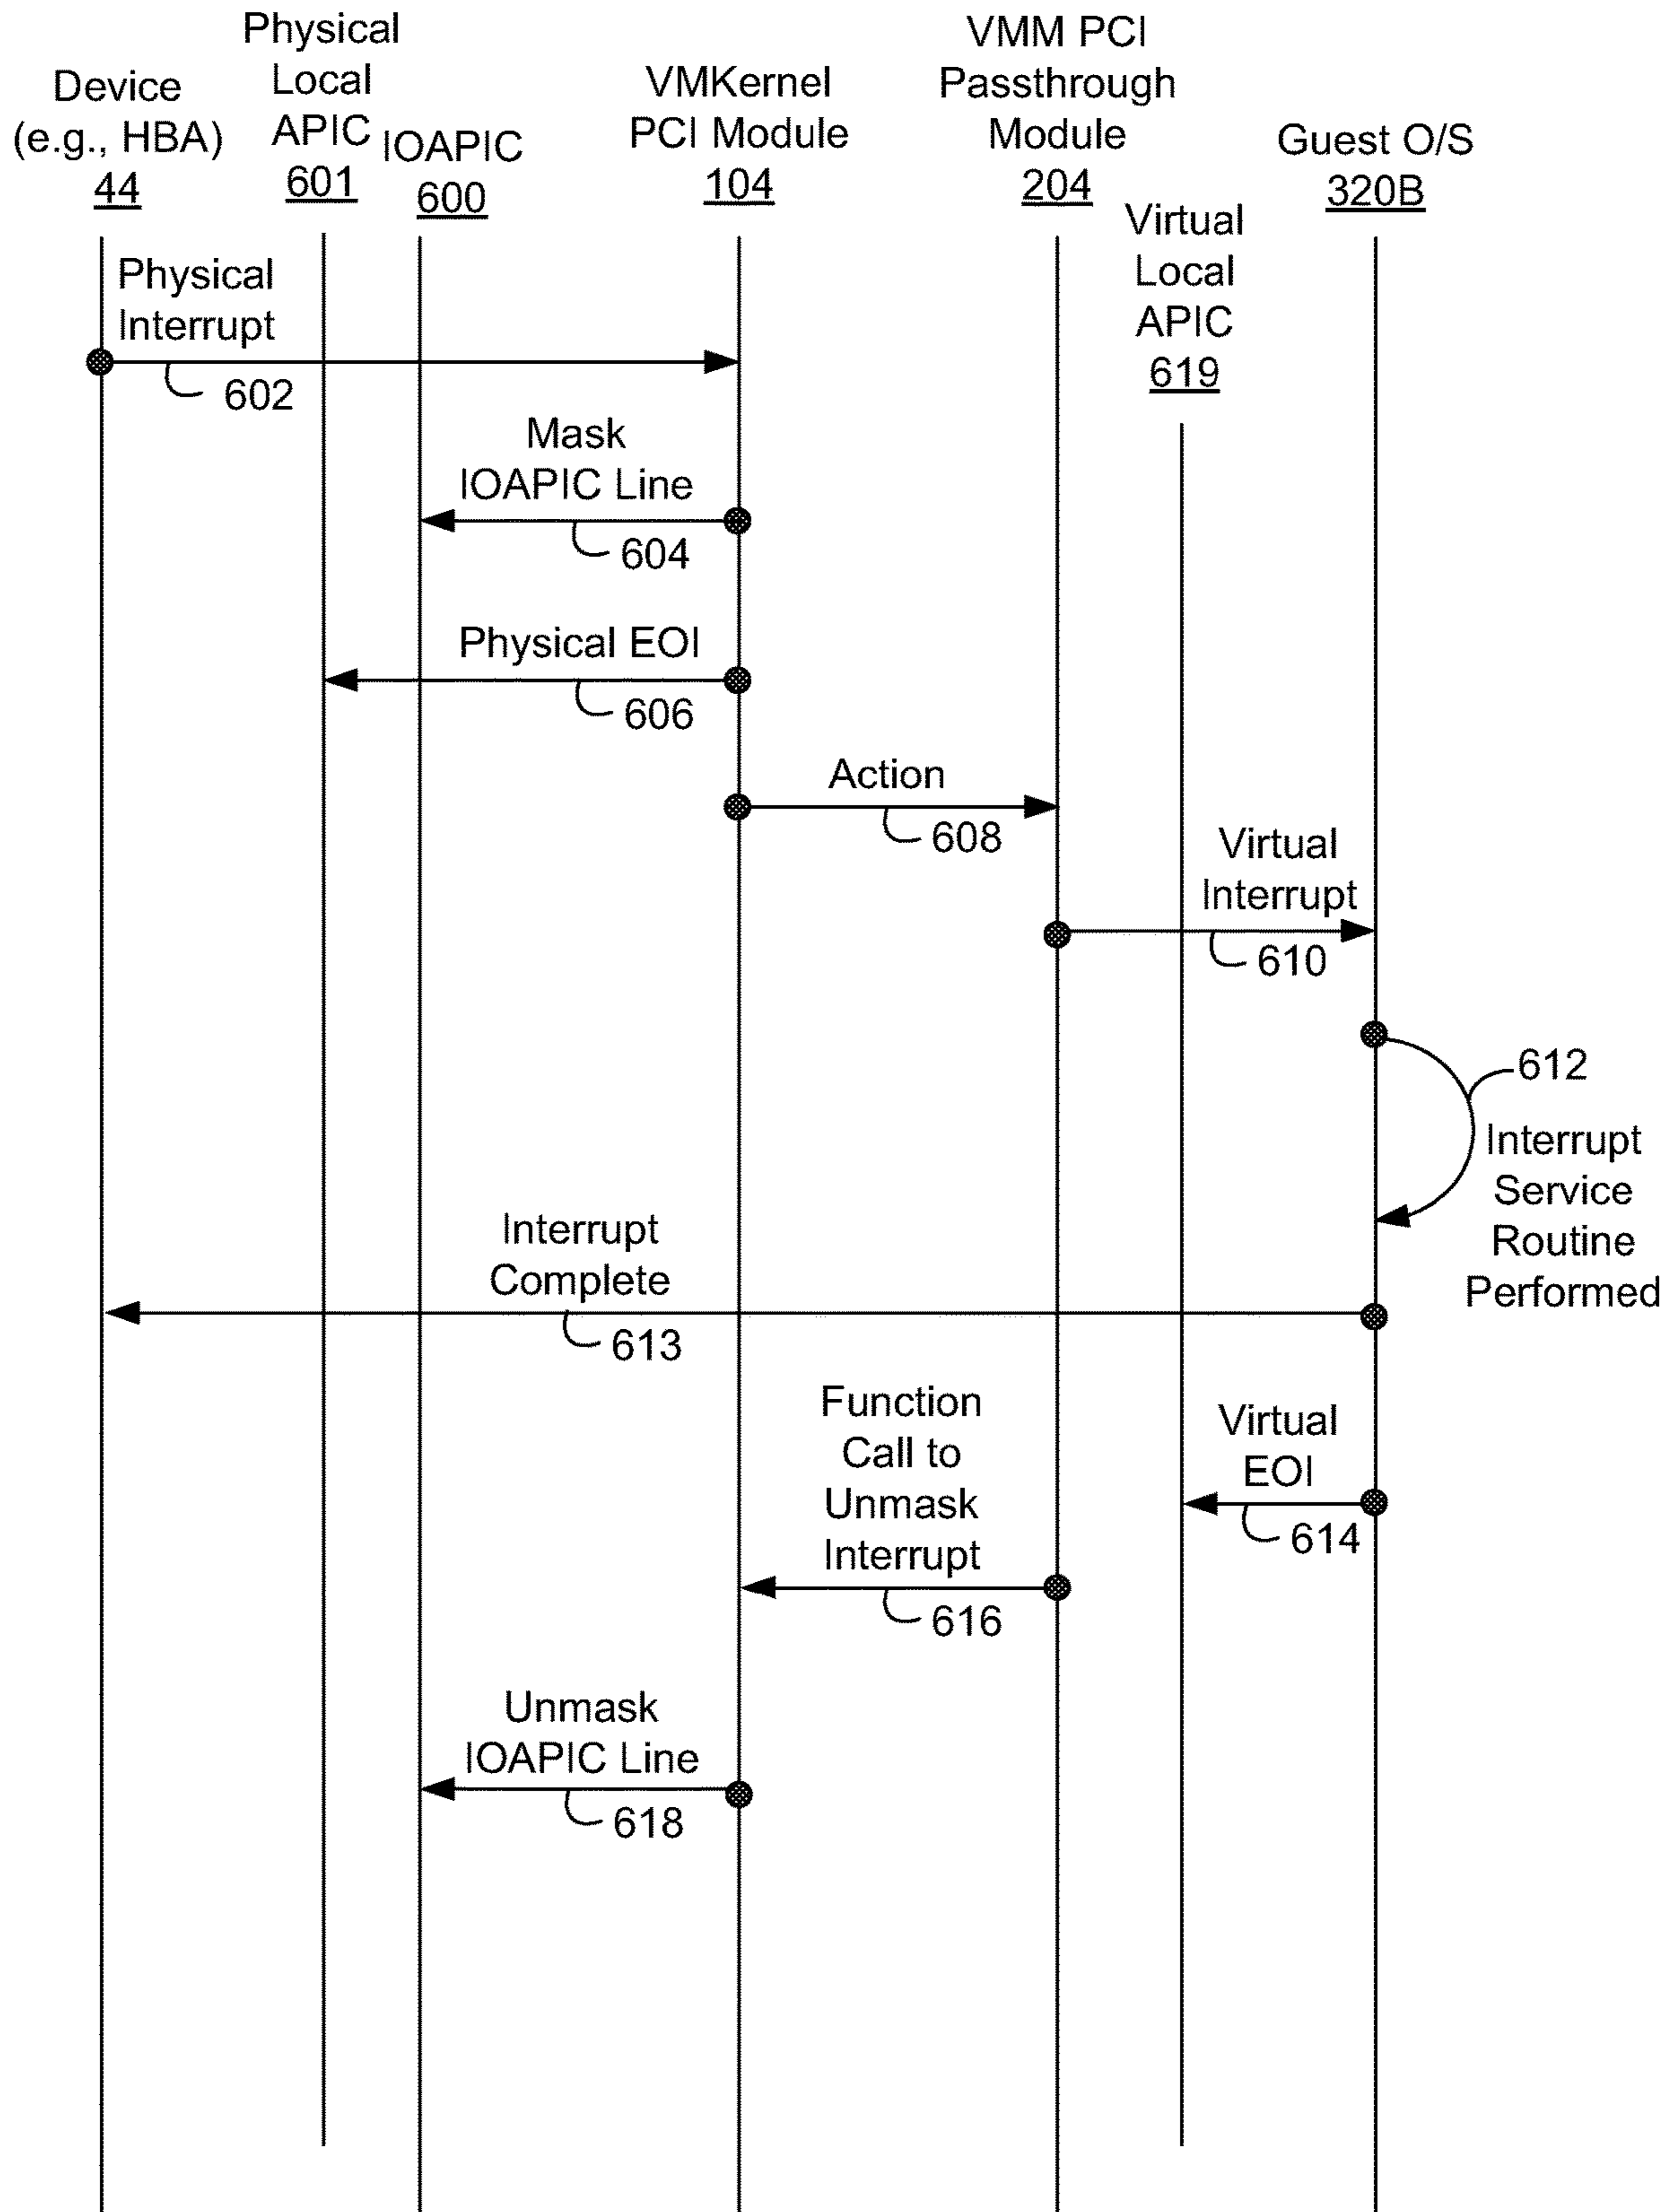 Device
(e.g., HBA)
44
Physical
Local
APIC
601
IOAPIC
600
VMKernel
PCI Module
104
VMM PCI
Passthrough
Module
204
Virtual
Local
APIC
619
Guest O/S
320B
Physical
Interrupt
602
Mask
IOAPIC Line
604
Physical EOI
606
Action
608
Virtual
Interrupt
610
612
Interrupt
Service
Routine
Performed
Interrupt
Complete
613
Function
Call to
Unmask
Interrupt
616
Virtual
EOI
614
Unmask
IOAPIC Line
618